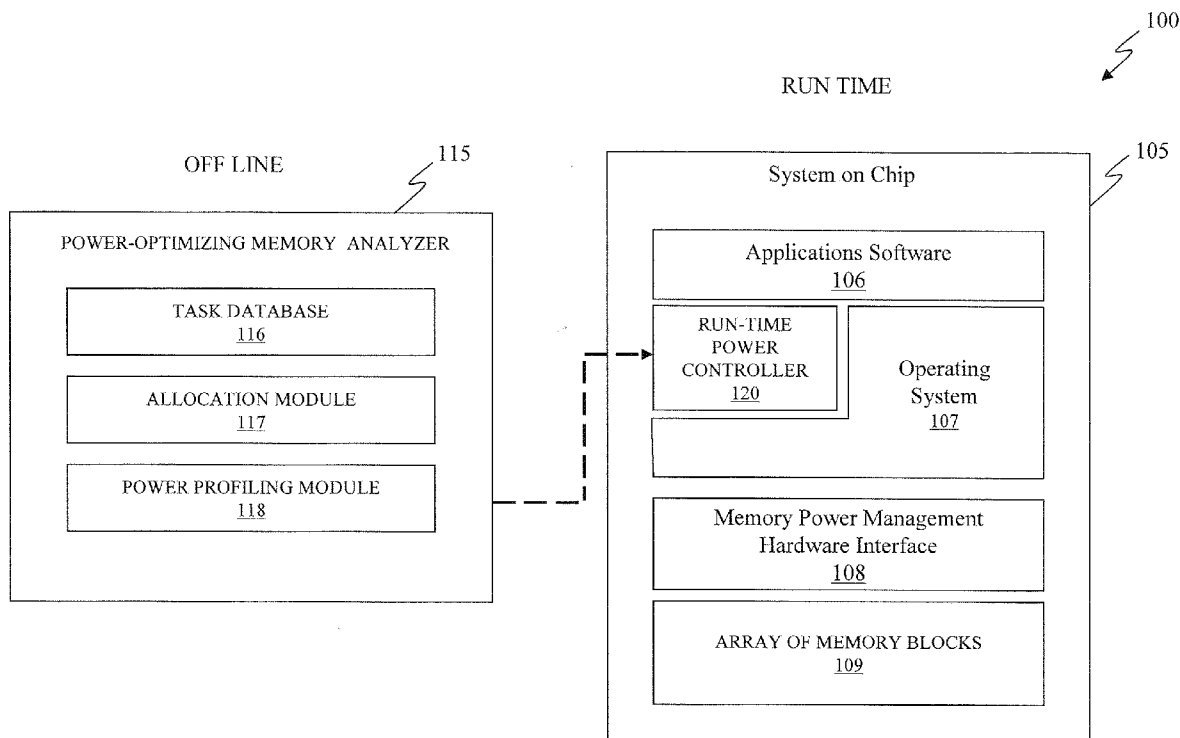 100
RUN TIME
OFF LINE
115
105
POWER-OPTIMIZING MEMORY ANALYZER
TASK DATABASE
116
ALLOCATION MODULE
117
POWER PROFILING MODULE
118
System on Chip
Applications Software
106
RUN-TIME
POWER
CONTROLLER
120
Operating
System
107
Memory Power Management
Hardware Interface
108
ARRAY OF MEMORY BLOCKS
109